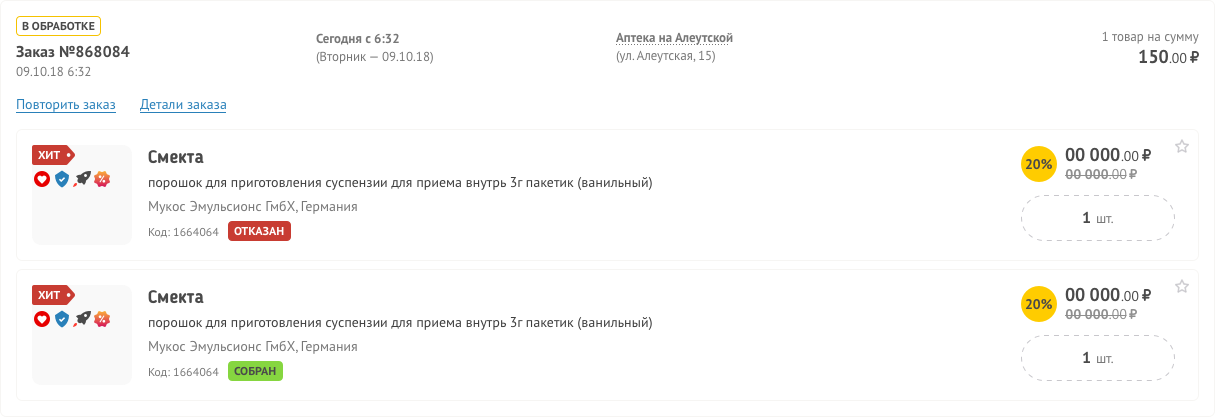 В ОБРАБОТКЕ
Заказ №868084
09.10.18 6:32
Сегодня с 6:32
(Вторник — 09.10.18)
Аптека на Алеутской
(ул. Алеутская, 15)
1 товар на сумму
150.00 ₽
Повторить заказ
Детали заказа
ХИТ
Смекта
порошок для приготовления суспензии для приема внутрь 3г пакетик (ванильный)
Мукос Эмульсионс ГмбХ, Германия
Код: 1664064
ОТКАЗАН
20%
00 000.00 ₽
00 000.00 ₽
1 шт.
ХИТ
Смекта
порошок для приготовления суспензии для приема внутрь 3г пакетик (ванильный)
Мукос Эмульсионс ГмбХ, Германия
Код: 1664064
СОБРАН
20%
00 000.00 ₽
00 000.00 ₽
1 шт.